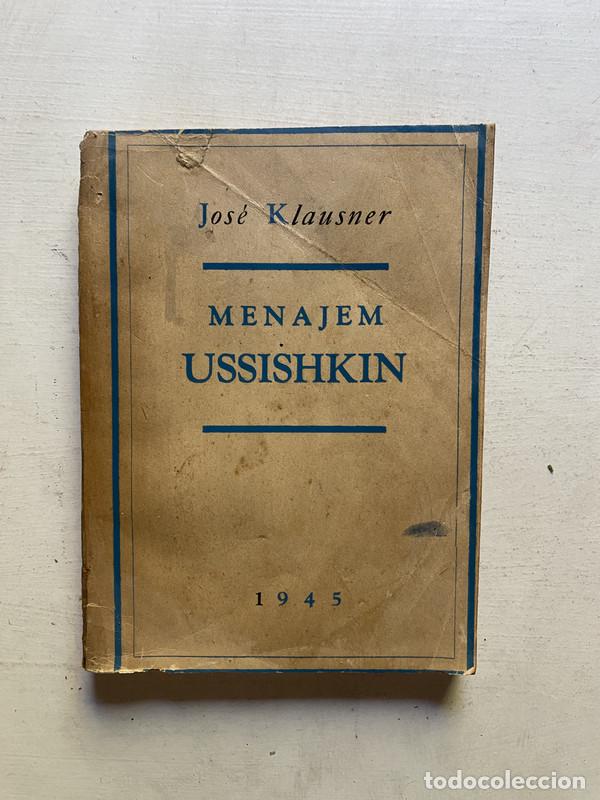 José Klausner
MENAJEM
USSISHKIN
1945
todocoleccion